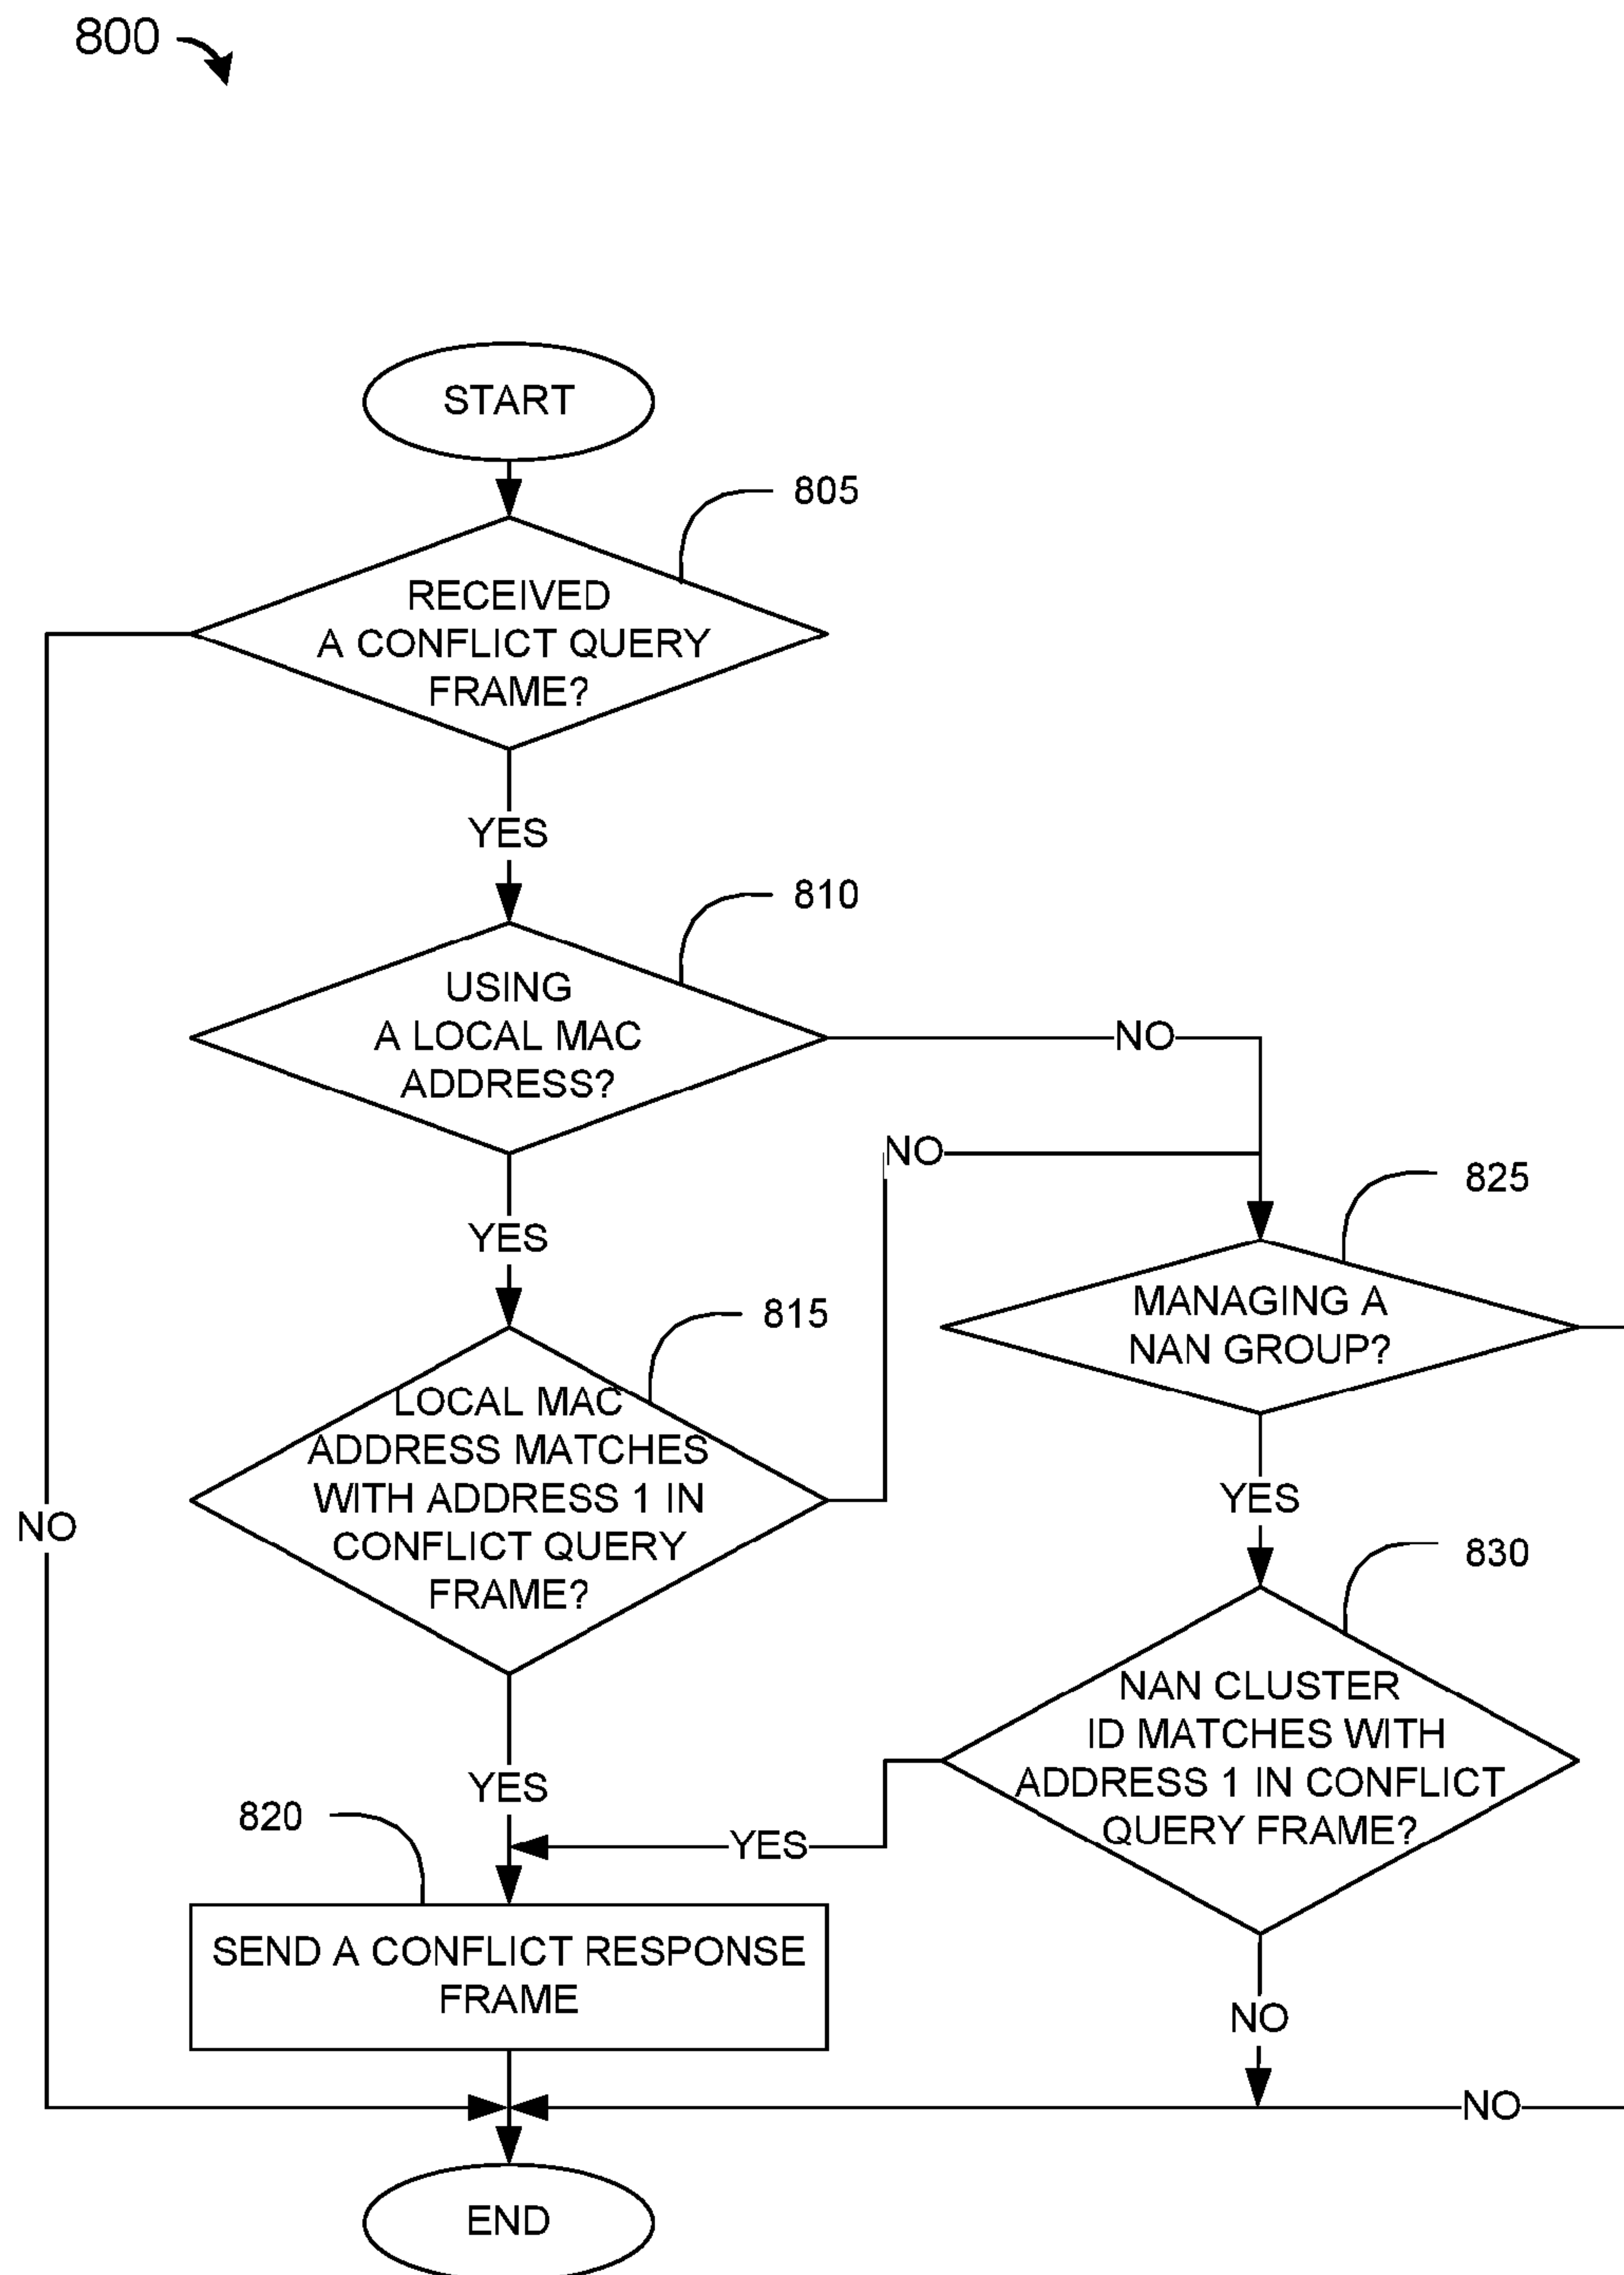 800
START
805
RECEIVED
A CONFLICT QUERY
FRAME?
YES
810
USING
A LOCAL MAC
ADDRESS?
NO
NO
825
YES
815
MANAGING A
NAN GROUP?
LOCAL MAC
ADDRESS MATCHES
WITH ADDRESS 1 IN
CONFLICT QUERY
FRAME?
YES
NO
830
NAN CLUSTER
ID MATCHES WITH
ADDRESS 1 IN CONFLICT
QUERY FRAME?
YES
820
YES
SEND A CONFLICT RESPONSE
FRAME
NO
NO
END